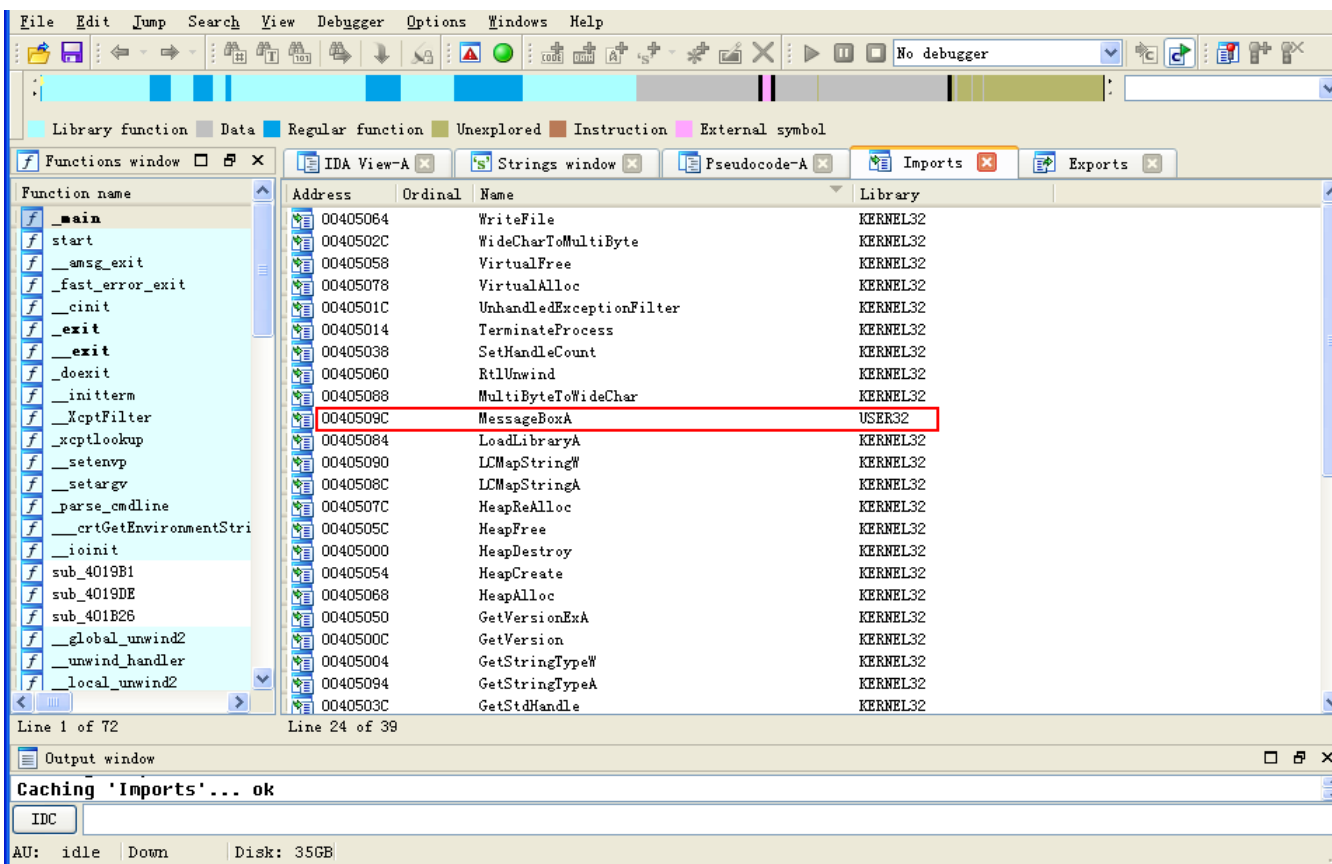 File Edit Jump Search View Debugger Options Windows Help
No debugger
Library function Data Regular function Unexplored Instruction External symbol
Functions window IDA View-A Strings window Pseudocode-A Imports Exports
Function name
_main
start
__amsg_exit
_fast_error_exit
__cinit
_exit
__exit
_doexit
__initterm
__XcptFilter
_xcptlookup
__setenvp
__setargv
_parse_cmdline
___crtGetEnvironmentStri
__ioinit
sub_4019B1
sub_4019DE
sub_401B26
__global_unwind2
__unwind_handler
__local_unwind2
Line 1 of 72
Address Ordinal Name Library
00405064 WriteFile KERNEL32
0040502C WideCharToMultiByte KERNEL32
00405058 VirtualFree KERNEL32
00405078 VirtualAlloc KERNEL32
0040501C UnhandledExceptionFilter KERNEL32
00405014 TerminateProcess KERNEL32
00405038 SetHandleCount KERNEL32
00405060 RtlUnwind KERNEL32
00405088 MultiByteToWideChar KERNEL32
0040509C MessageBoxA USER32
00405084 LoadLibraryA KERNEL32
00405090 LCMapStringW KERNEL32
0040508C LCMapStringA KERNEL32
0040507C HeapReAlloc KERNEL32
0040505C HeapFree KERNEL32
00405000 HeapDestroy KERNEL32
00405054 HeapCreate KERNEL32
00405068 HeapAlloc KERNEL32
00405050 GetVersionExA KERNEL32
0040500C GetVersion KERNEL32
00405004 GetStringTypeW KERNEL32
00405094 GetStringTypeA KERNEL32
0040503C GetStdHandle KERNEL32
Line 24 of 39
Output window
Caching 'Imports'... ok
IDC
AU: idle Down Disk: 35GB